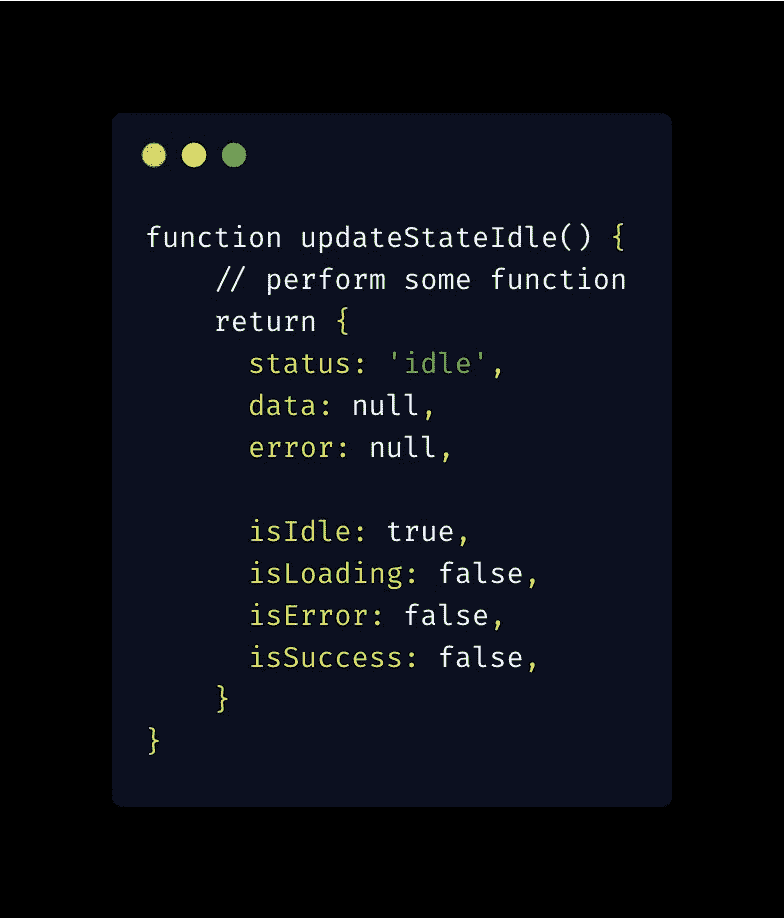 function updateStateIdle() {
    // perform some function
    return {
      status: 'idle',
      data: null,
      error: null,

      isIdle: true,
      isLoading: false,
      isError: false,
      isSuccess: false,
    }
}